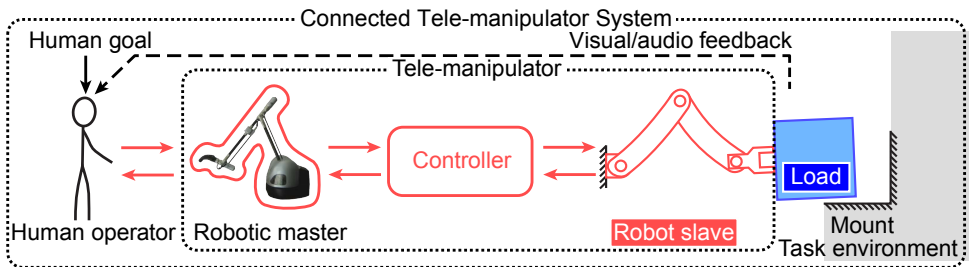 Connected Tele-manipulator System
Human goal
Visual/audio feedback
Tele-manipulator
Controller
Load
Human operator
Robotic master
Robot slave
Mount
Task environment